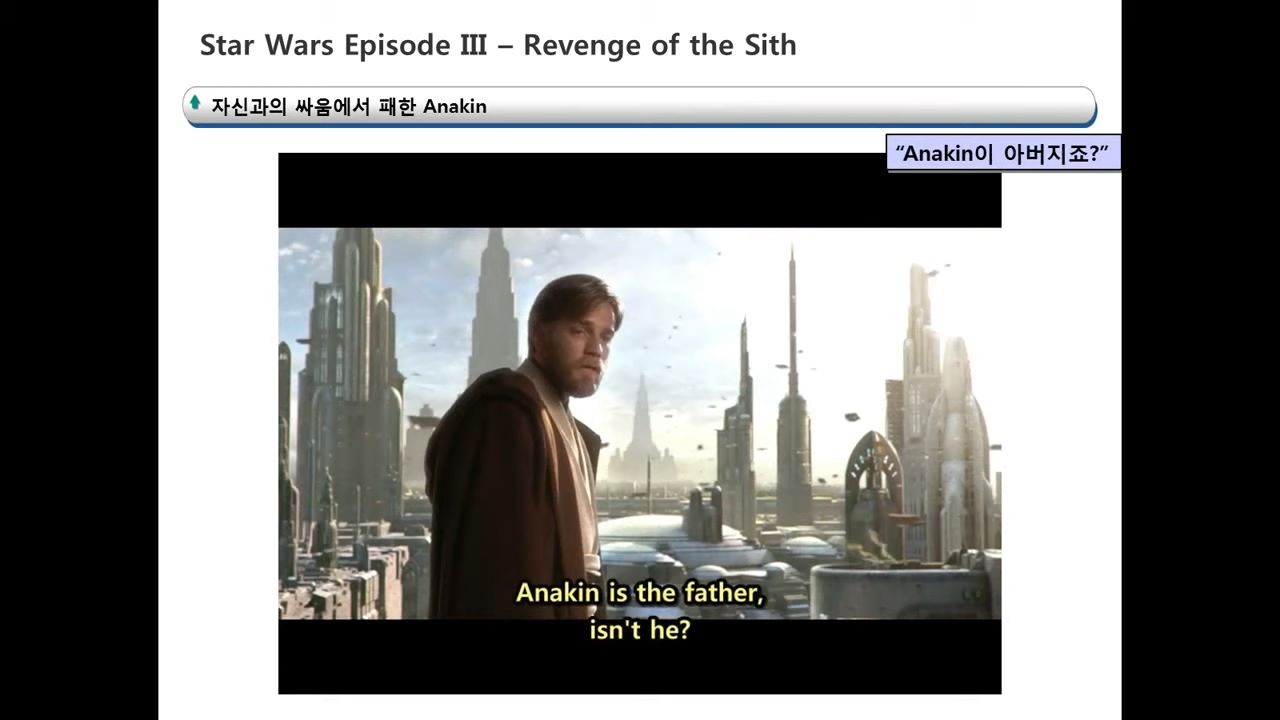 Star Wars Episode III – Revenge of the Sith
자신과의 싸움에서 패한 Anakin
“Anakin이 아버지죠?”
Anakin is the father,
isn't he?